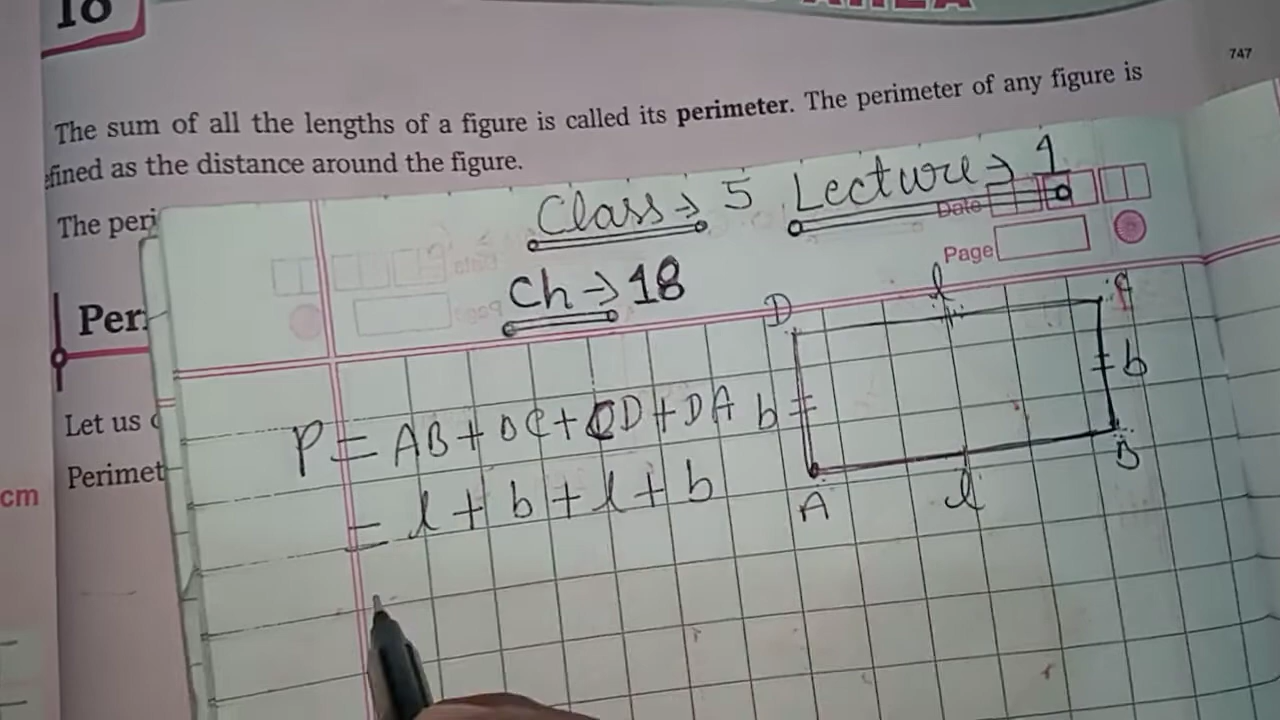 18
AREA
747
The sum of all the lengths of a figure is called its perimeter. The perimeter of any figure is
efined as the distance around the figure.
The peri
Class → 5 Lecture → 1
Date
Page
Ch → 18
Per
D l C
b b
A l B
Let us
Perimet
cm
P = AB + BC + CD + DA
= l + b + l + b